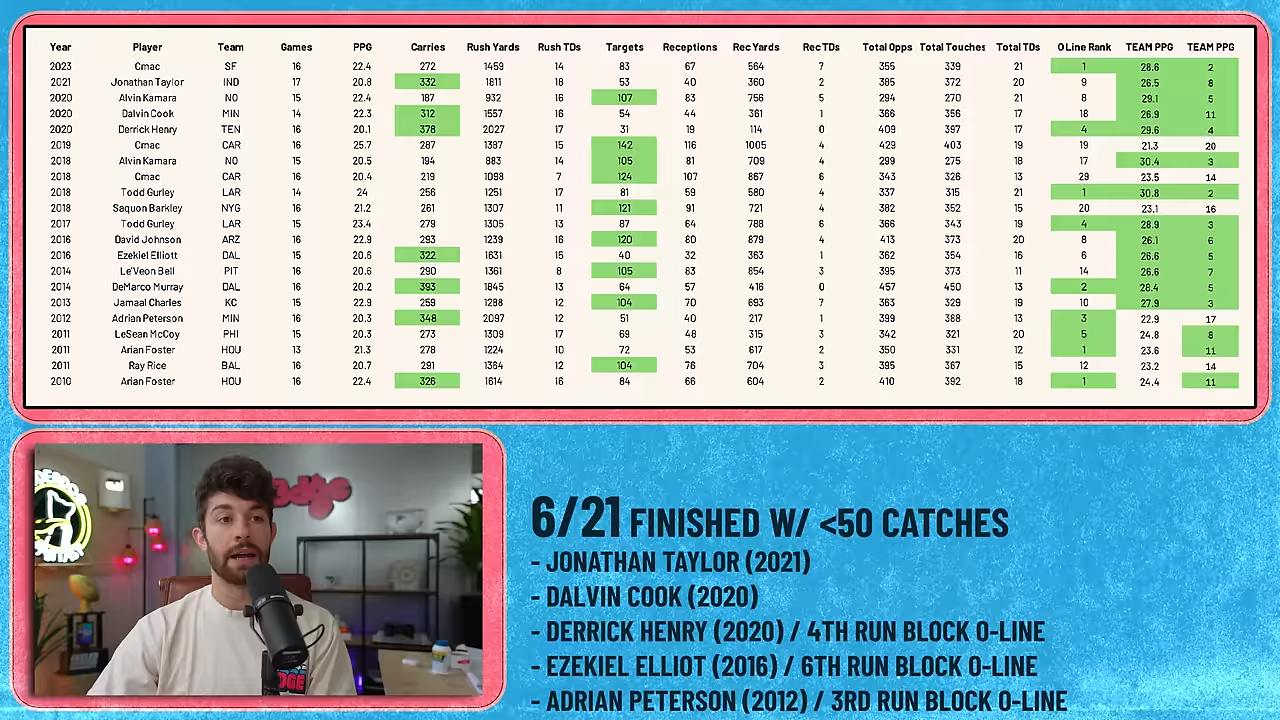 Year Player Team Games PPG Carries Rush Yards Rush TDs Targets Receptions Rec Yards Rec TDs Total Opps Total Touches Total TDs O Line Rank TEAM PPG TEAM PPG
2023 Cmac SF 16 22.4 272 1459 14 83 67 564 7 355 339 21 1 28.6 2
2021 Jonathan Taylor IND 17 20.8 332 1811 18 53 40 360 2 385 372 20 9 26.5 8
2020 Alvin Kamara NO 15 22.4 187 932 16 107 83 756 5 294 270 21 8 29.1 5
2020 Dalvin Cook MIN 14 22.3 312 1557 16 54 44 361 1 366 356 17 18 26.9 11
2020 Derrick Henry TEN 16 20.1 378 2027 17 31 19 114 0 409 397 17 4 29.6 4
2019 Cmac CAR 16 25.7 287 1387 15 142 116 1005 4 429 403 19 19 21.3 20
2018 Alvin Kamara NO 15 20.5 194 883 14 105 81 709 4 299 275 18 17 30.4 3
2018 Cmac CAR 16 20.4 219 1098 7 124 107 867 6 343 326 13 29 23.5 14
2018 Todd Gurley LAR 14 24 256 1251 17 81 59 580 4 337 315 21 1 30.8 2
2018 Saquon Barkley NYG 16 21.2 261 1307 11 121 91 721 4 382 352 15 20 23.1 16
2017 Todd Gurley LAR 15 23.4 279 1305 13 87 64 788 6 366 343 19 4 28.9 3
2016 David Johnson ARZ 16 22.9 293 1239 16 120 80 879 4 413 373 20 8 26.1 6
2016 Ezekiel Elliott DAL 15 20.6 322 1631 15 40 32 363 1 362 354 16 6 26.6 5
2014 Le'Veon Bell PIT 16 20.6 290 1361 8 105 83 854 3 395 373 11 14 26.6 7
2014 DeMarco Murray DAL 16 20.2 393 1845 13 64 57 416 0 457 450 13 2 28.4 5
2013 Jamaal Charles KC 15 22.9 259 1288 12 104 70 693 7 363 329 19 10 27.9 3
2012 Adrian Peterson MIN 16 20.3 348 2097 12 51 40 217 1 399 388 13 3 22.9 17
2011 LeSean McCoy PHI 15 20.3 273 1309 17 69 48 315 3 342 321 20 5 24.8 8
2011 Arian Foster HOU 13 21.3 278 1224 10 72 53 617 2 350 331 12 1 23.6 11
2011 Ray Rice BAL 16 20.7 291 1364 12 104 76 704 3 395 367 15 12 23.2 14
2010 Arian Foster HOU 16 22.4 326 1614 16 84 66 604 2 410 392 18 1 24.4 11
6/21 FINISHED W/ <50 CATCHES
- JONATHAN TAYLOR (2021)
- DALVIN COOK (2020)
- DERRICK HENRY (2020) / 4TH RUN BLOCK O-LINE
- EZEKIEL ELLIOT (2016) / 6TH RUN BLOCK O-LINE
- ADRIAN PETERSON (2012) / 3RD RUN BLOCK O-LINE